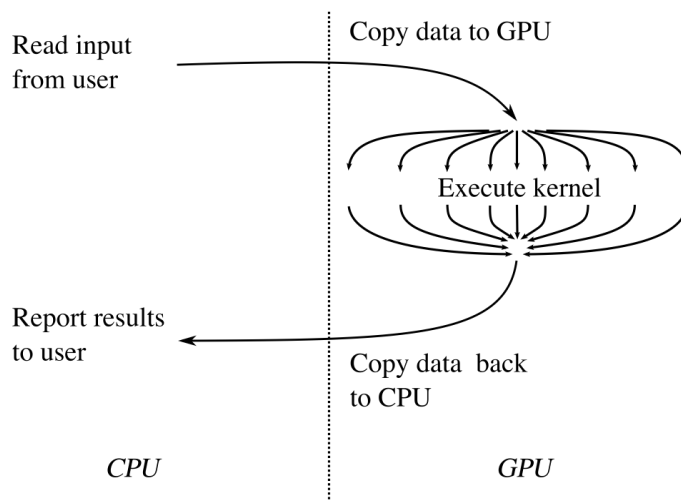 Read input
from user
Copy data to GPU
Execute kernel
Report results
to user
Copy data back
to CPU
CPU
GPU